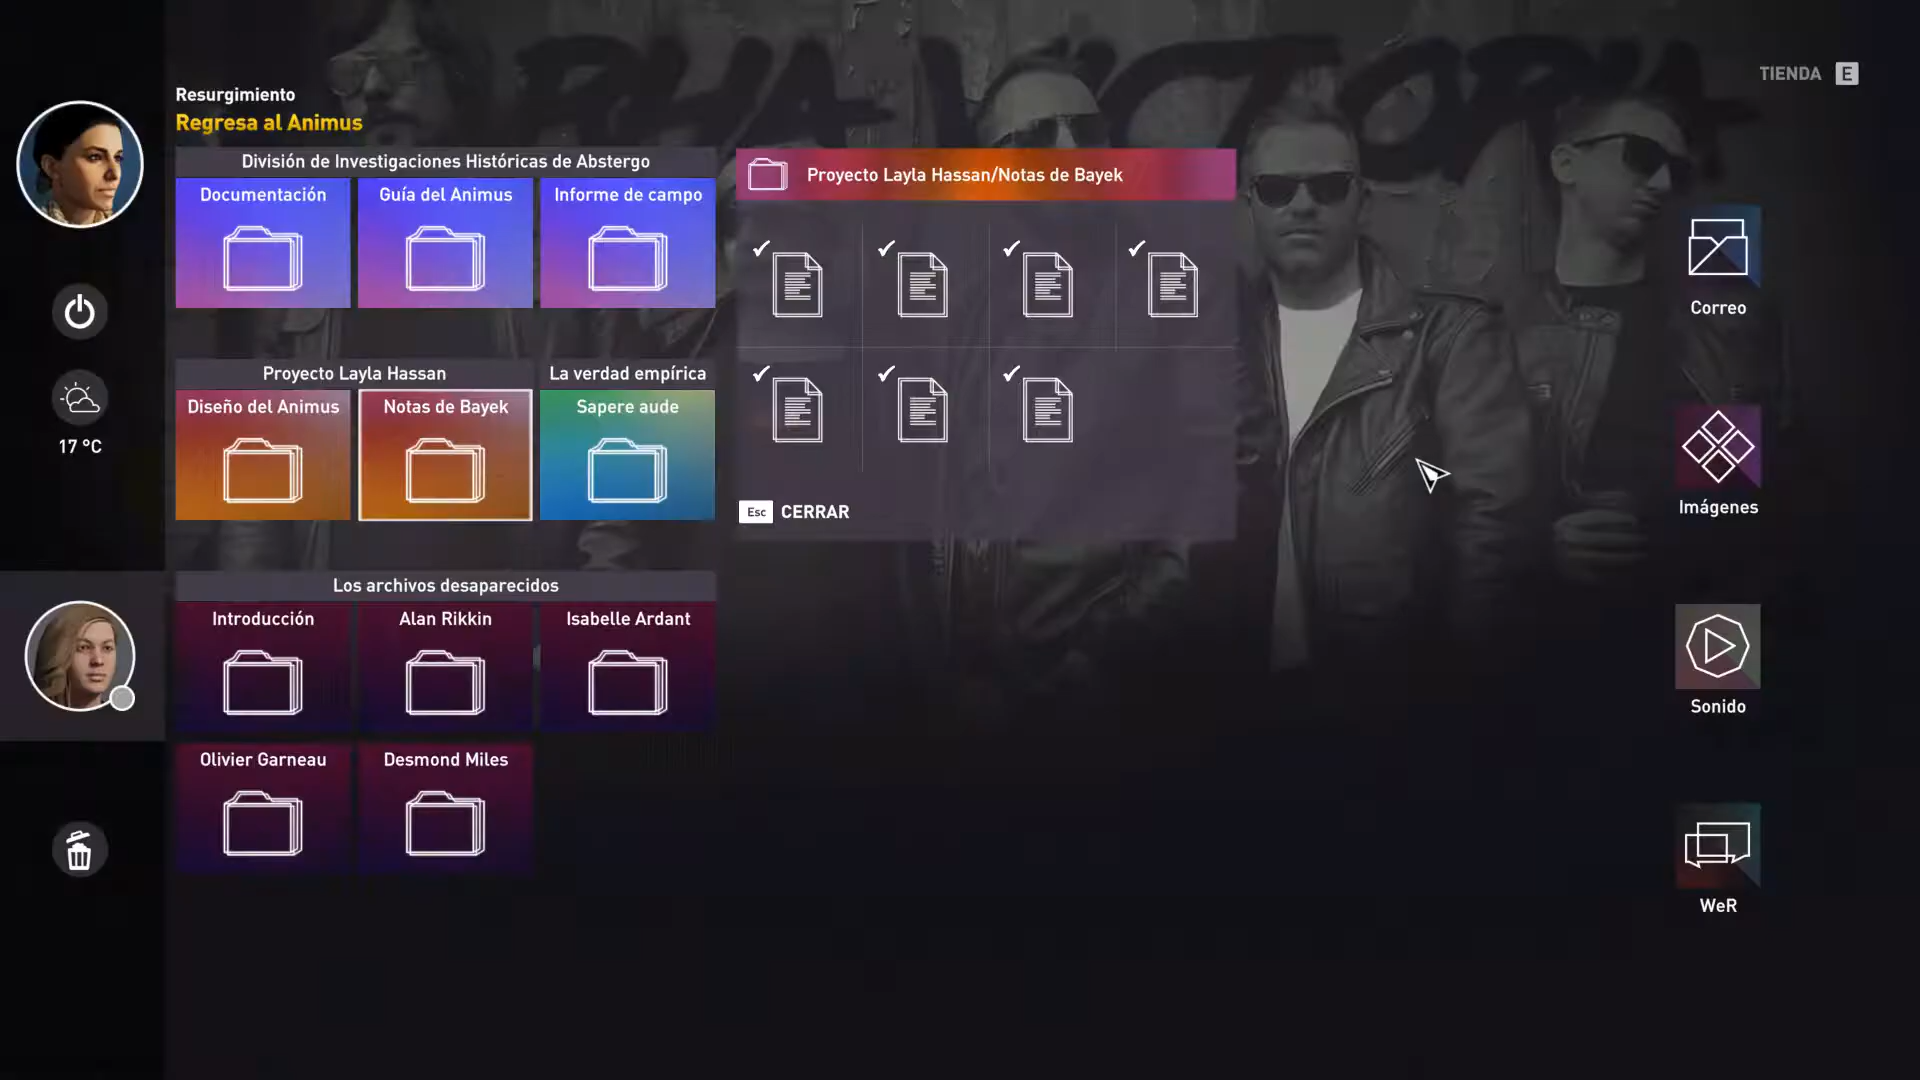 TIENDA E
Resurgimiento
Regresa al Animus
División de Investigaciones Históricas de Abstergo
Documentación
Guía del Animus
Informe de campo
Proyecto Layla Hassan/Notas de Bayek
Correo
Proyecto Layla Hassan
La verdad empírica
Diseño del Animus
Notas de Bayek
Sapere aude
17 °C
Imágenes
Esc CERRAR
Los archivos desaparecidos
Introducción
Alan Rikkin
Isabelle Ardant
Sonido
Olivier Garneau
Desmond Miles
WeR